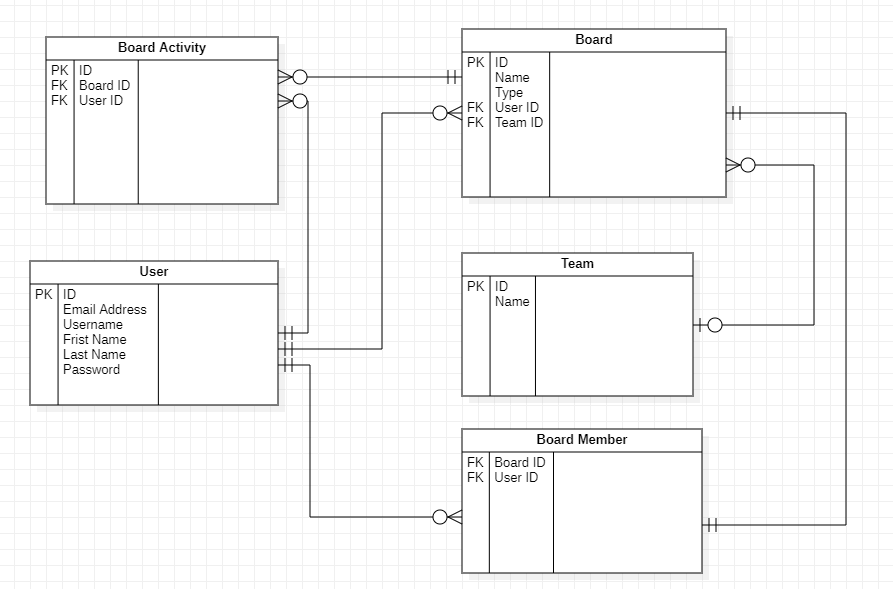 Board Activity
PK ID
FK Board ID
FK User ID
Board
PK ID
Name
Type
FK User ID
FK Team ID
User
PK ID
Email Address
Username
Frist Name
Last Name
Password
Team
PK ID
Name
Board Member
FK Board ID
FK User ID